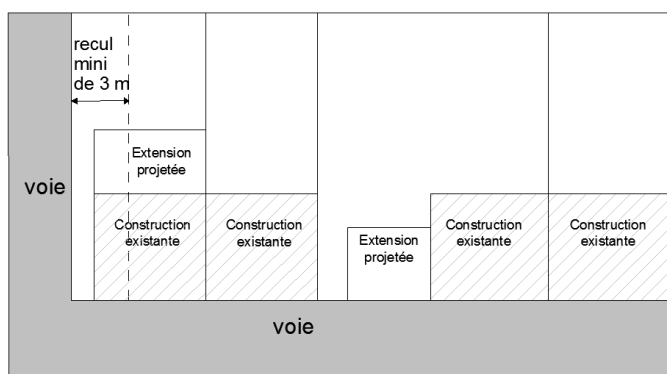 recul
mini
de 3 m
voie
Extension
projetée
Construction
existante
Construction
existante
Extension
projetée
Construction
existante
Construction
existante
voie